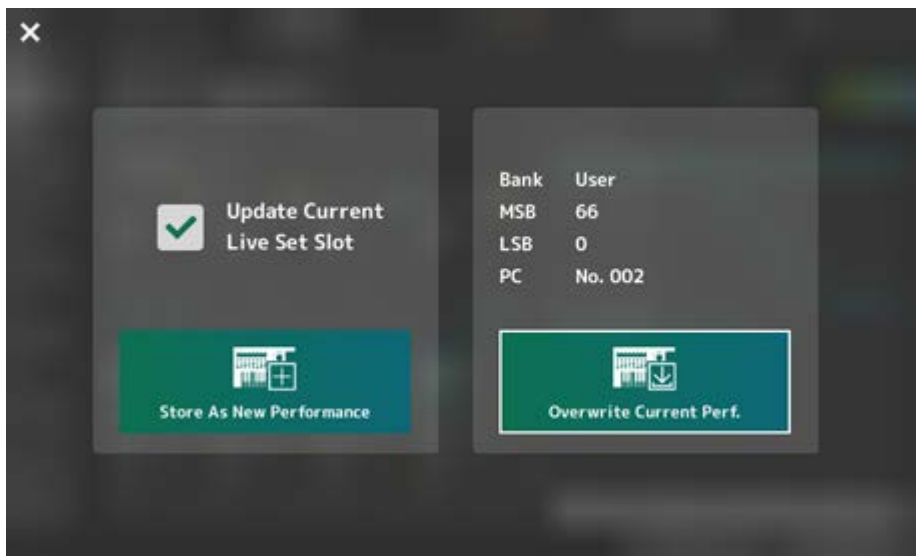 Update Current
Live Set Slot
Store As New Performance
Bank User
MSB 66
LSB 0
PC No. 002
Overwrite Current Perf.